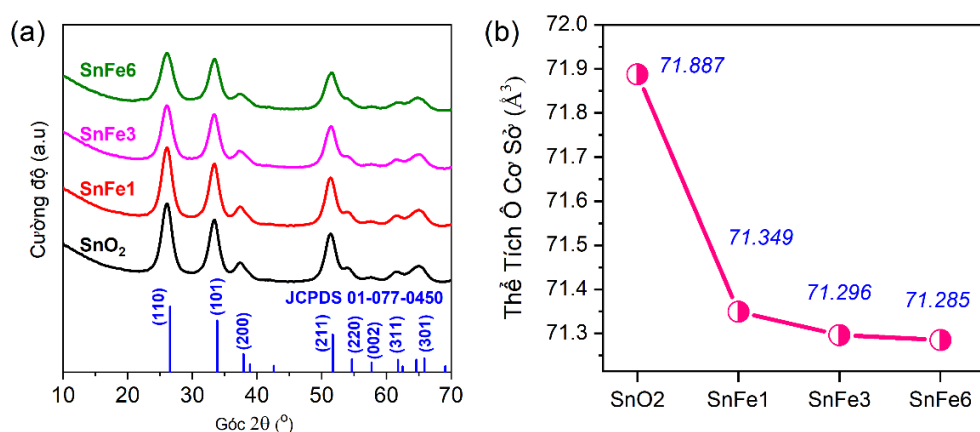 (a)
SnFe6
SnFe3
SnFe1
SnO₂
Cường độ (a.u)
JCPDS 01-077-0450
(110)
(101)
(200)
(211)
(220)
(002)
(311)
(301)
10 20 30 40 50 60 70
Góc 2θ (°)
(b)
Thể Tích Ô Cơ Sở (Å³)
72.0
71.9
71.8
71.7
71.6
71.5
71.4
71.3
71.887
71.349
71.296
71.285
SnO2 SnFe1 SnFe3 SnFe6